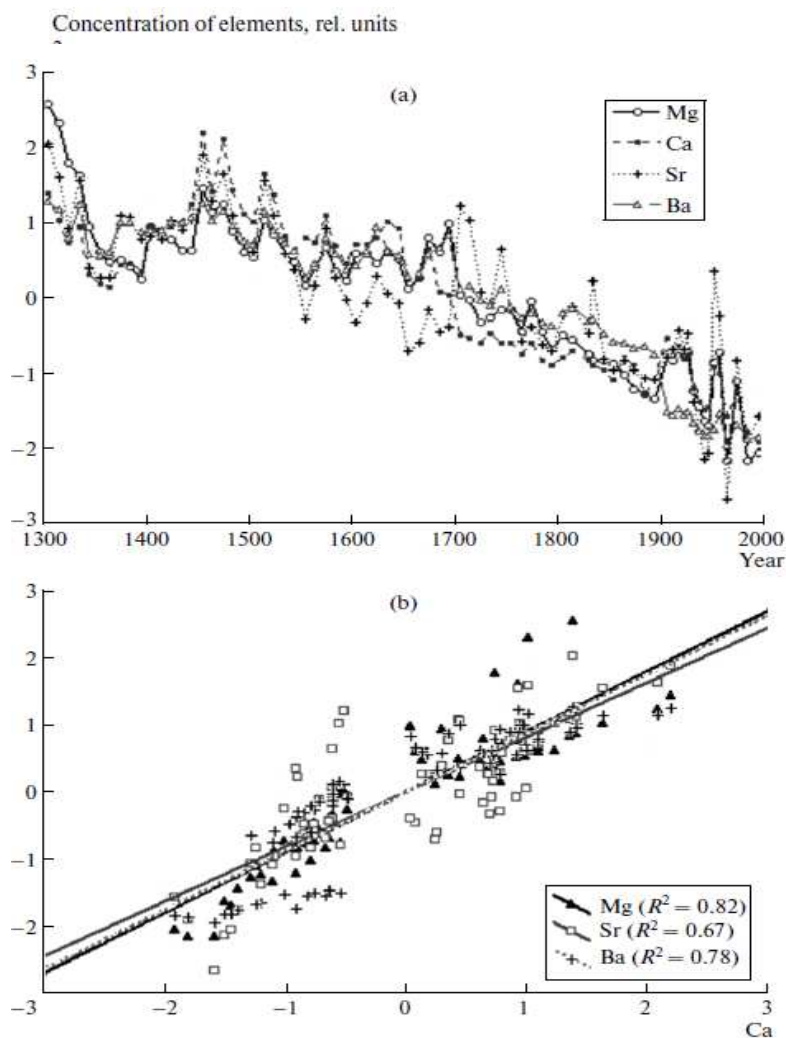 Concentration of elements, rel. units
3
(a)
Mg
Ca
Sr
Ba
2
1
0
−1
−2
−3
1300 1400 1500 1600 1700 1800 1900 2000
Year
3
(b)
2
1
0
−1
−2
Mg (R² = 0.82)
Sr (R² = 0.67)
Ba (R² = 0.78)
−3 −2 −1 0 1 2 3
Ca